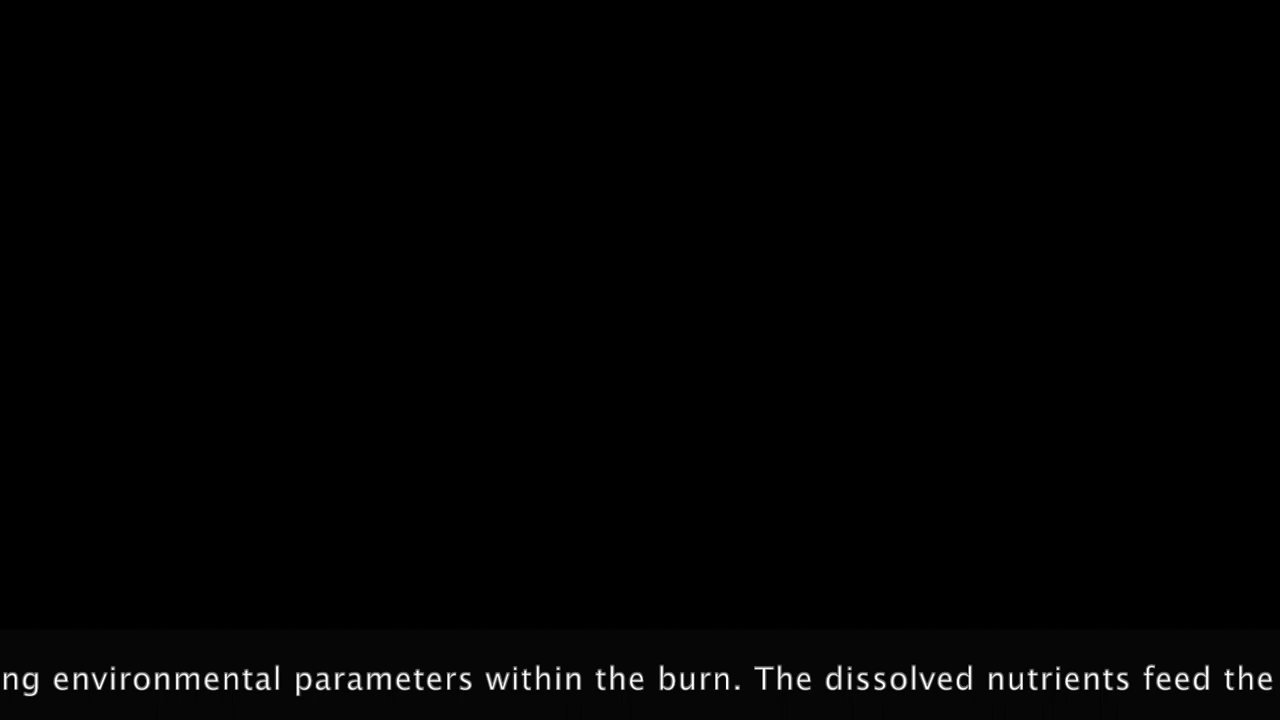 ng environmental parameters within the burn. The dissolved nutrients feed the